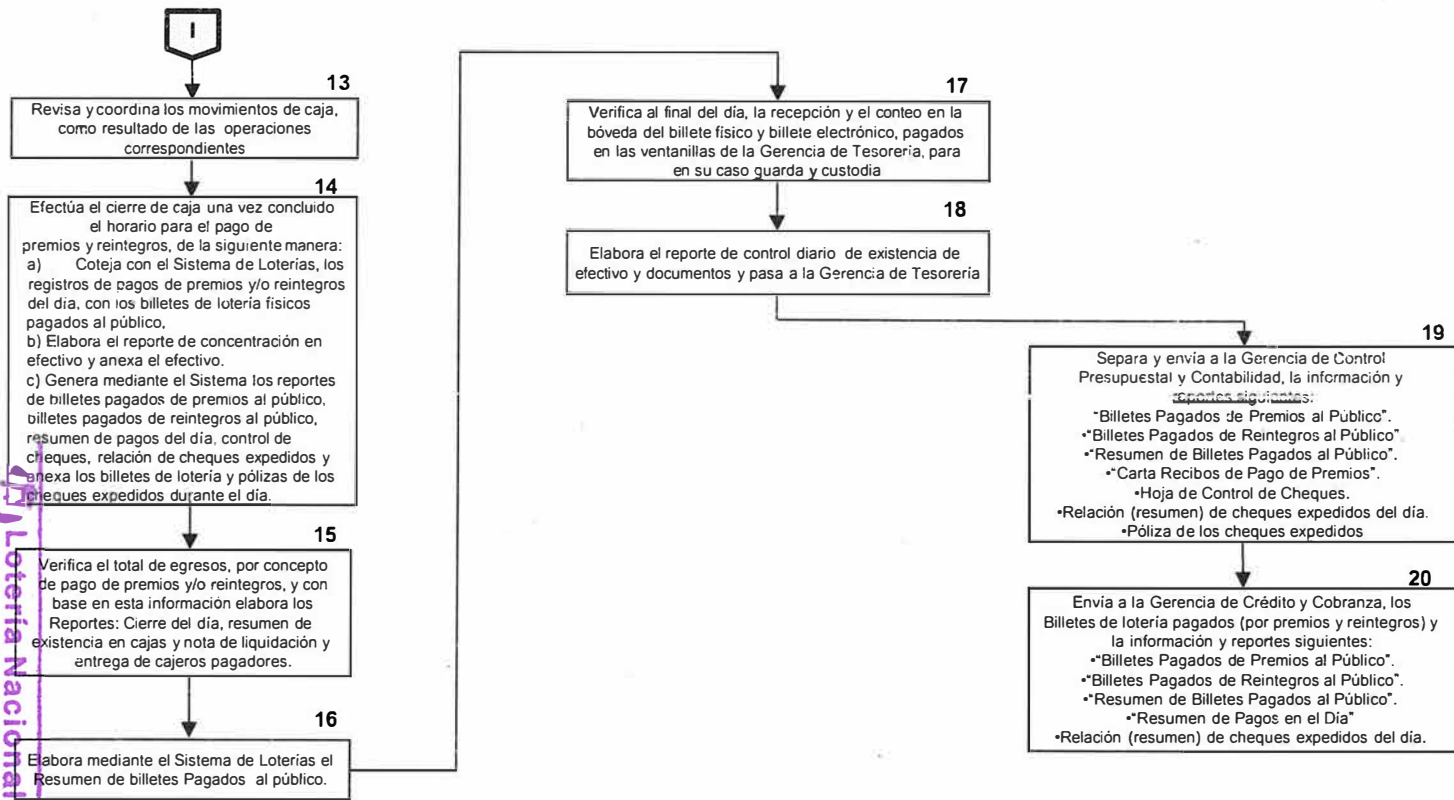 I
13
Revisa y coordina los movimientos de caja,
como resultado de las operaciones
correspondientes
14
Efectúa el cierre de caja una vez concluido
el horario para el pago de
premios y reintegros, de la siguiente manera:
a) Coteja con el Sistema de Loterías, los
registros de pagos de premios y/o reintegros
del día, con los billetes de lotería físicos
pagados al público,
b) Elabora el reporte de concentración en
efectivo y anexa el efectivo.
c) Genera mediante el Sistema los reportes
de billetes pagados de premios al público,
billetes pagados de reintegros al público,
resumen de pagos del día, control de
cheques, relación de cheques expedidos y
anexa los billetes de lotería y pólizas de los
cheques expedidos durante el día.
15
Verifica el total de egresos, por concepto
de pago de premios y/o reintegros, y con
base en esta información elabora los
Reportes: Cierre del día, resumen de
existencia en cajas y nota de liquidación y
entrega de cajeros pagadores.
16
Elabora mediante el Sistema de Loterías el
Resumen de billetes Pagados al público.
17
Verifica al final del día, la recepción y el conteo en la
bóveda del billete físico y billete electrónico, pagados
en las ventanillas de la Gerencia de Tesorería, para
en su caso guarda y custodia
18
Elabora el reporte de control diario de existencia de
efectivo y documentos y pasa a la Gerencia de Tesorería
19
Separa y envía a la Gerencia de Control
Presupuestal y Contabilidad, la información y
reportes siguientes:
"Billetes Pagados de Premios al Público".
•"Billetes Pagados de Reintegros al Público"
•"Resumen de Billetes Pagados al Público".
•"Carta Recibos de Pago de Premios".
•Hoja de Control de Cheques.
•Relación (resumen) de cheques expedidos del día.
•Póliza de los cheques expedidos
20
Envía a la Gerencia de Crédito y Cobranza, los
Billetes de lotería pagados (por premios y reintegros) y
la información y reportes siguientes:
•"Billetes Pagados de Premios al Público".
•"Billetes Pagados de Reintegros al Público".
•"Resumen de Billetes Pagados al Público".
•"Resumen de Pagos en el Día"
•Relación (resumen) de cheques expedidos del día.
Lotería Nacional